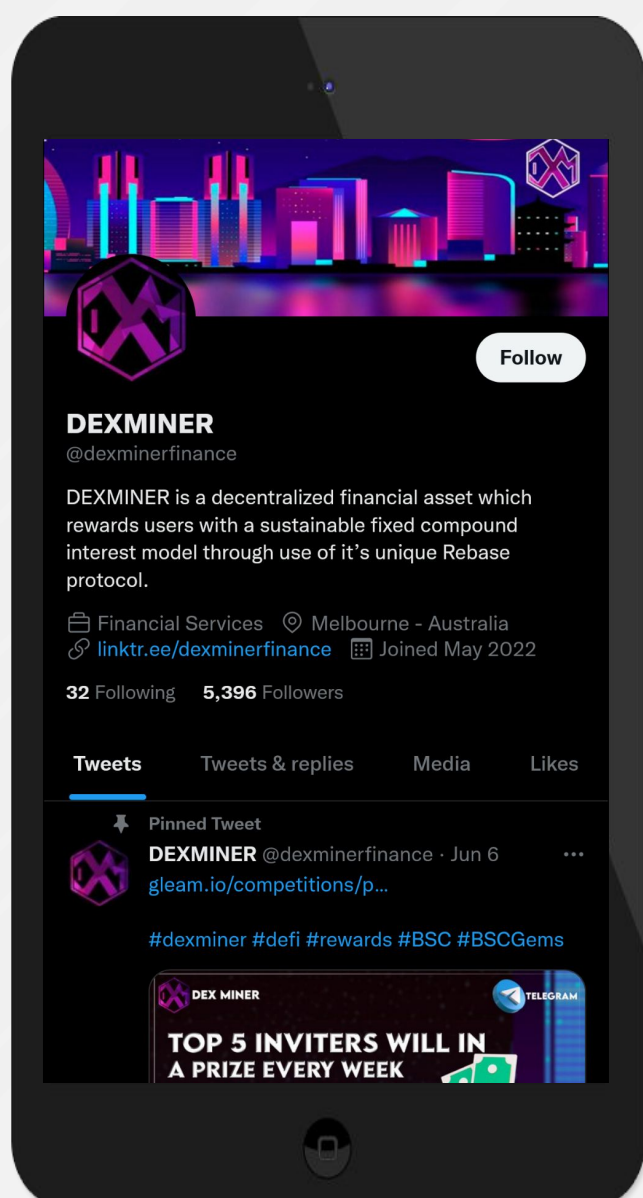 DXM
DXM
Follow
DEXMINER
@dexminerfinance
DEXMINER is a decentralized financial asset which
rewards users with a sustainable fixed compound
interest model through use of it's unique Rebase
protocol.
Financial Services Melbourne - Australia
linktr.ee/dexminerfinance Joined May 2022
32 Following 5,396 Followers
Tweets Tweets & replies Media Likes
Pinned Tweet
DEXMINER @dexminerfinance · Jun 6 ...
gleam.io/competitions/p...
#dexminer #defi #rewards #BSC #BSCGems
DEX MINER TELEGRAM
TOP 5 INVITERS WILL IN
A PRIZE EVERY WEEK